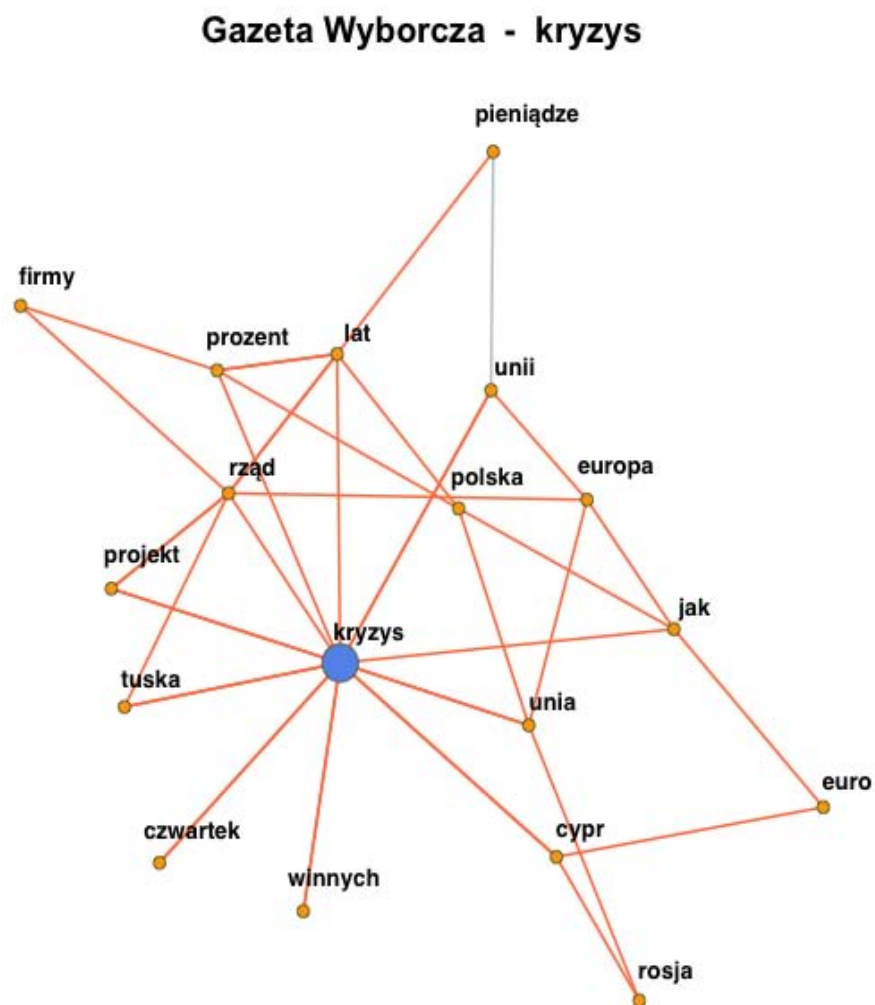 Gazeta Wyborcza - kryzys
pieniądze
firmy
prozent
lat
unii
rząd
polska
europa
projekt
jak
kryzys
tuska
unia
euro
czwartek
cypr
winnych
rosja